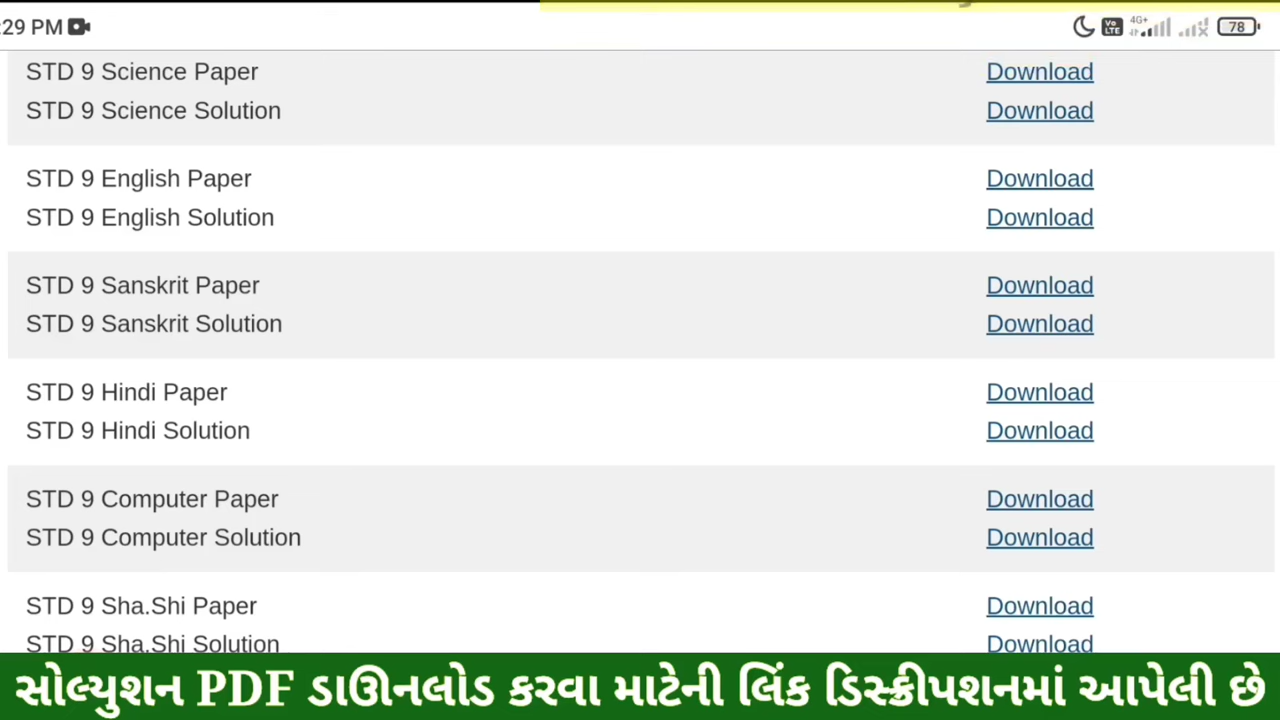 :29 PM
Vo LTE 4G+ 78
STD 9 Science Paper Download
STD 9 Science Solution Download
STD 9 English Paper Download
STD 9 English Solution Download
STD 9 Sanskrit Paper Download
STD 9 Sanskrit Solution Download
STD 9 Hindi Paper Download
STD 9 Hindi Solution Download
STD 9 Computer Paper Download
STD 9 Computer Solution Download
STD 9 Sha.Shi Paper Download
STD 9 Sha.Shi Solution Download
સોલ્યુશન PDF ડાઊનલોડ કરવા માટેની લિંક ડિસ્ક્રીપશનમાં આપેલી છે